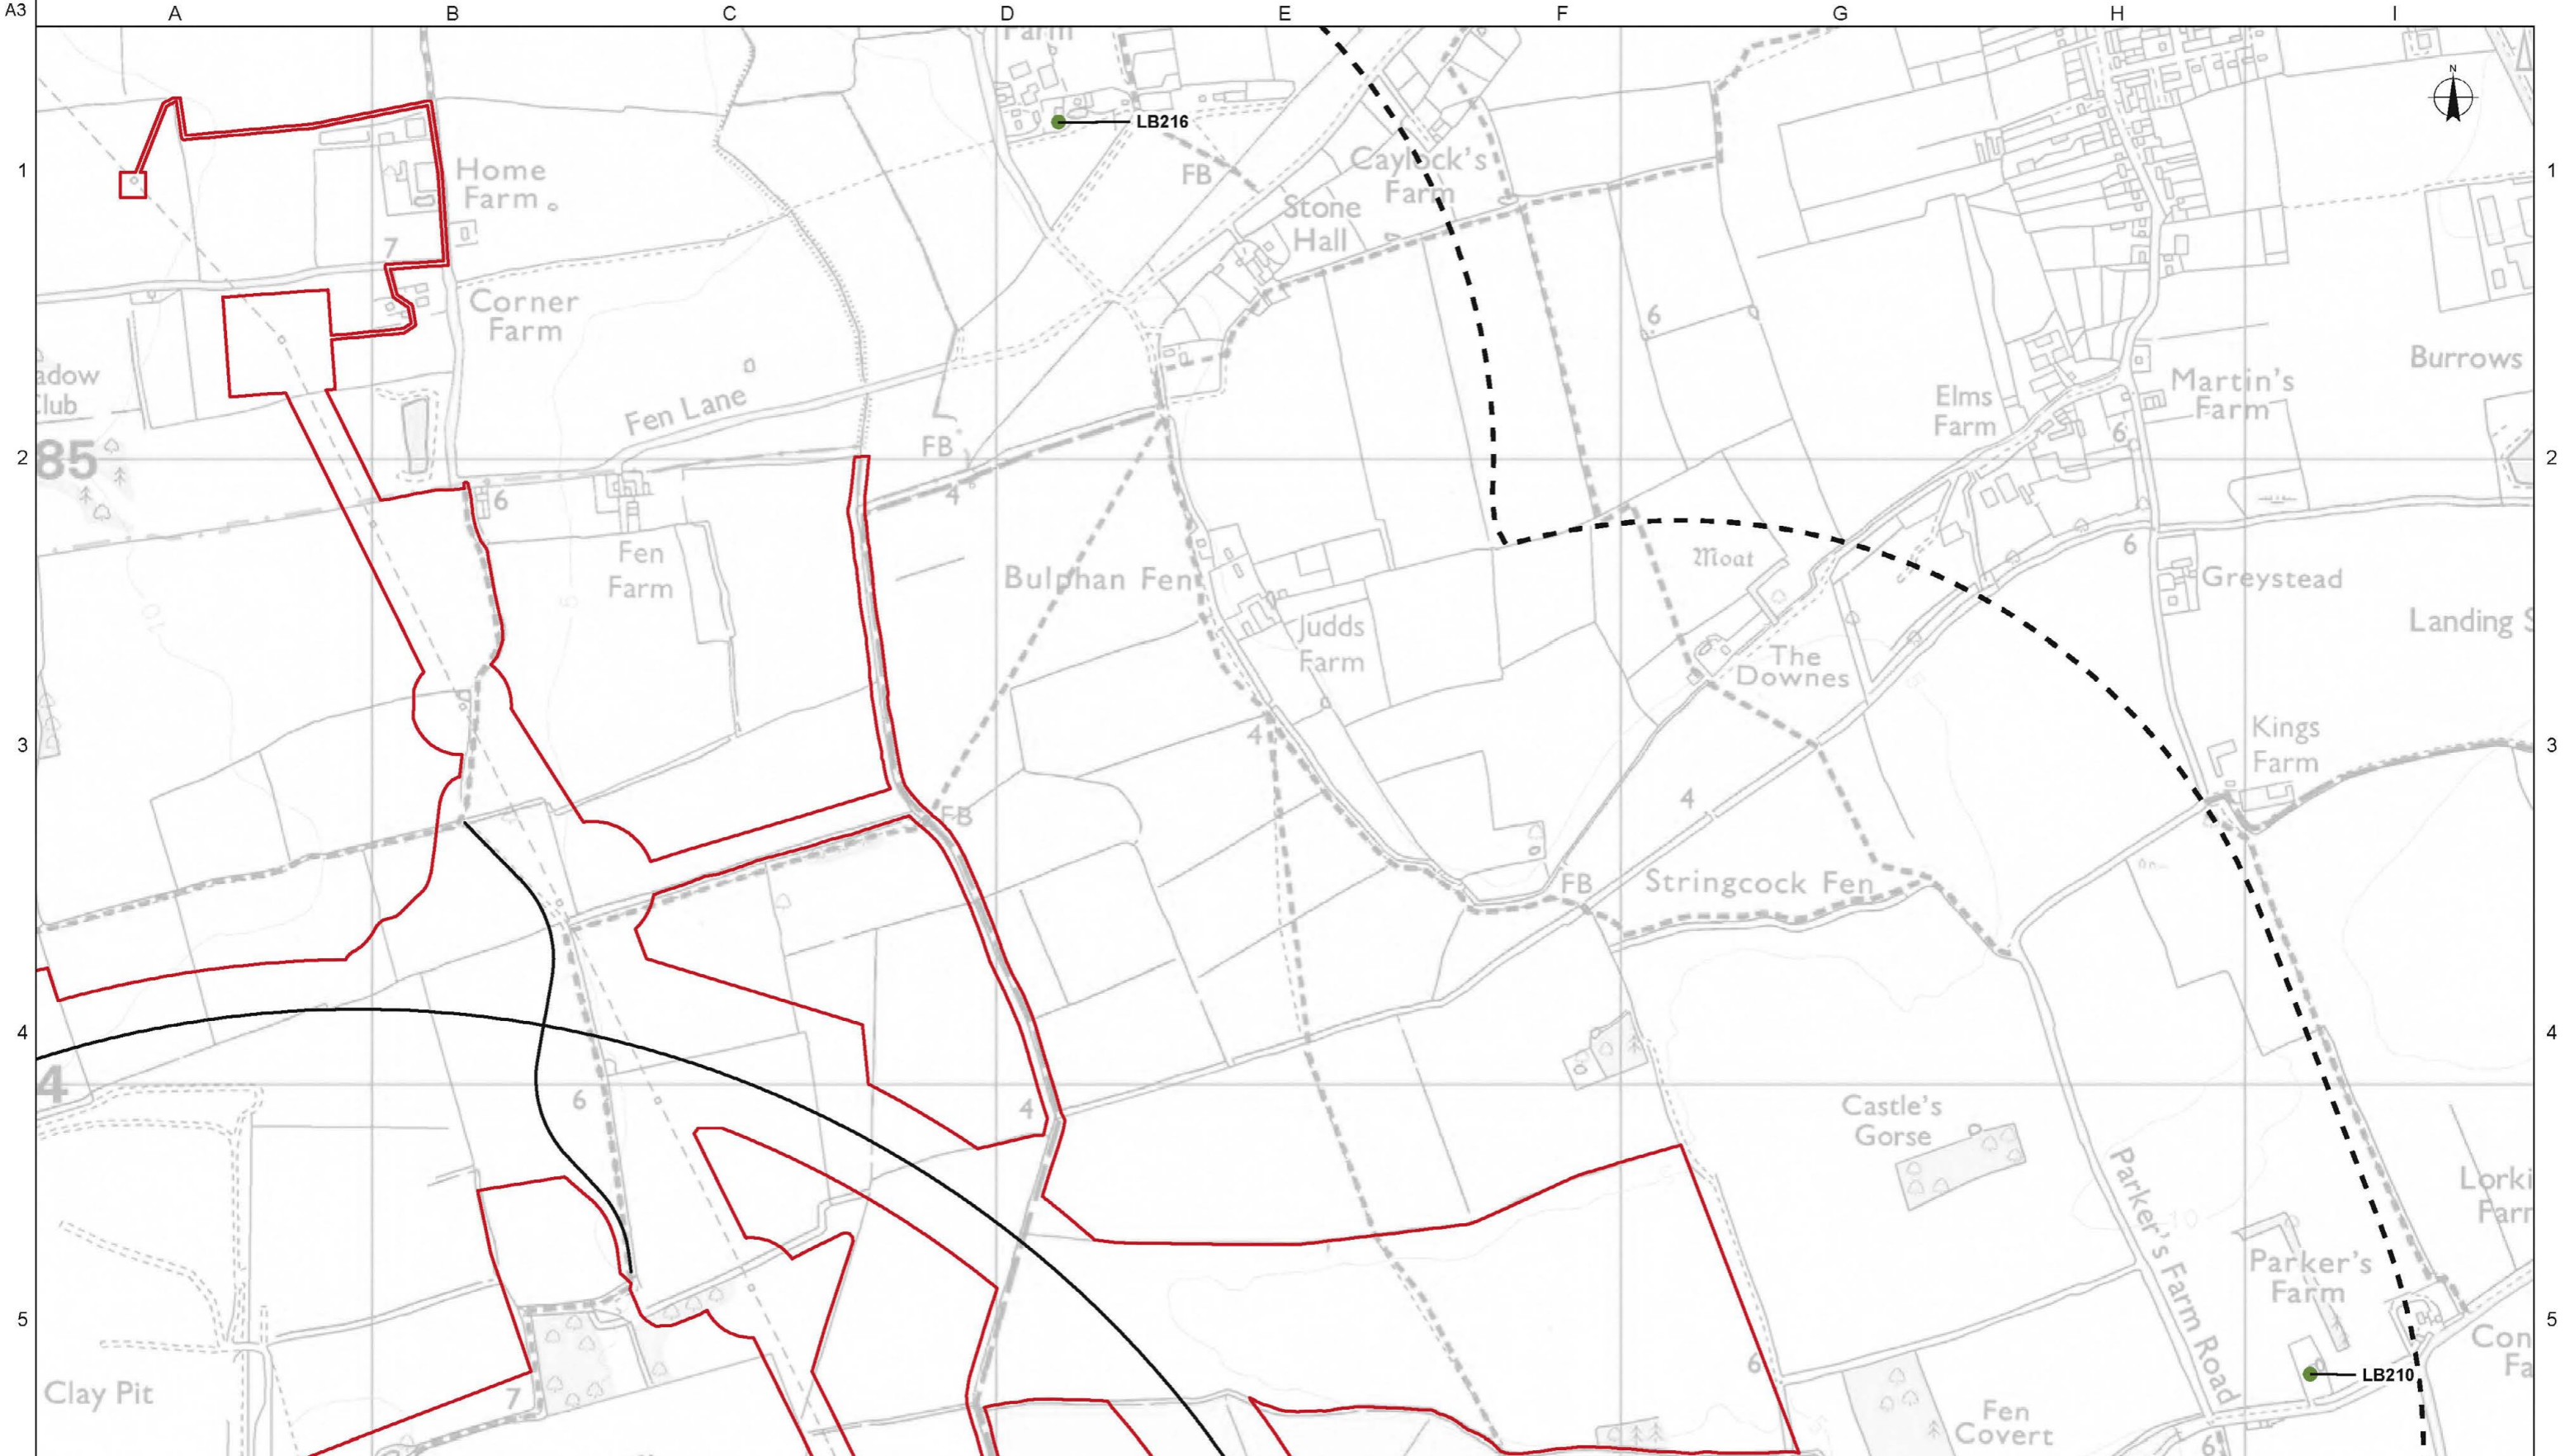 A3
A B C D E F G H I
Farm
N
LB216
1
1
Home
Farm
FB
Caylock's
Farm
Stone
Hall
7
Corner
Farm
6
adow
Club
Fen Lane
Burrows
Elms
Farm
Martin's
Farm
6
2
85
FB
2
6
4
Fen
Farm
Bulphan Fen
Moat
6
Greystead
10
Judds
Farm
Landing S
The
Downes
3
4
Kings
Farm
3
FB
4
FB
Stringcock Fen
4
4
4
6
4
Castle's
Gorse
Parker's Farm Road
Lorki
Farr
10
Parker's
Farm
5
5
Con
Fa
6
LB210
Clay Pit
7
Fen
Covert
6